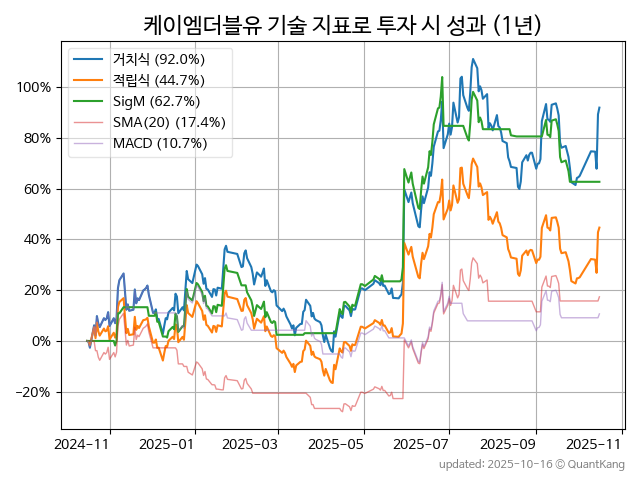 케이엠더블유 기술 지표로 투자 시 성과 (1년)
거치식 (92.0%)
적립식 (44.7%)
SigM (62.7%)
SMA(20) (17.4%)
MACD (10.7%)
100%
80%
60%
40%
20%
0%
−20%
2024-11
2025-01
2025-03
2025-05
2025-07
2025-09
2025-11
updated: 2025-10-16 ⓒ QuantKang